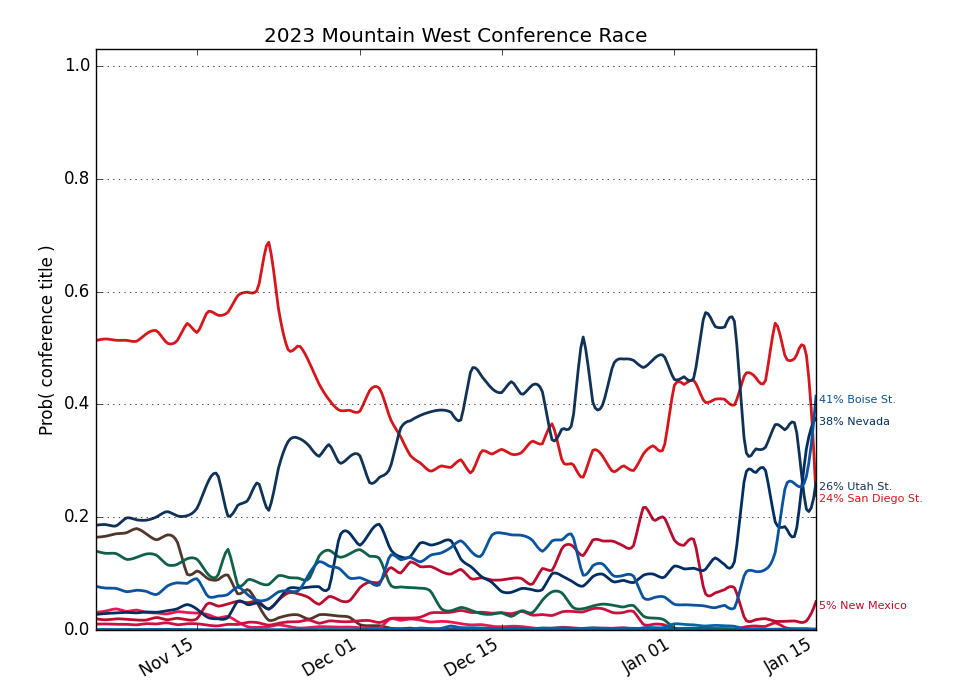 2023 Mountain West Conference Race
Prob( conference title )
1.0
0.8
0.6
0.4
0.2
0.0
41% Boise St.
38% Nevada
26% Utah St.
24% San Diego St.
5% New Mexico
Nov 15
Dec 01
Dec 15
Jan 01
Jan 15